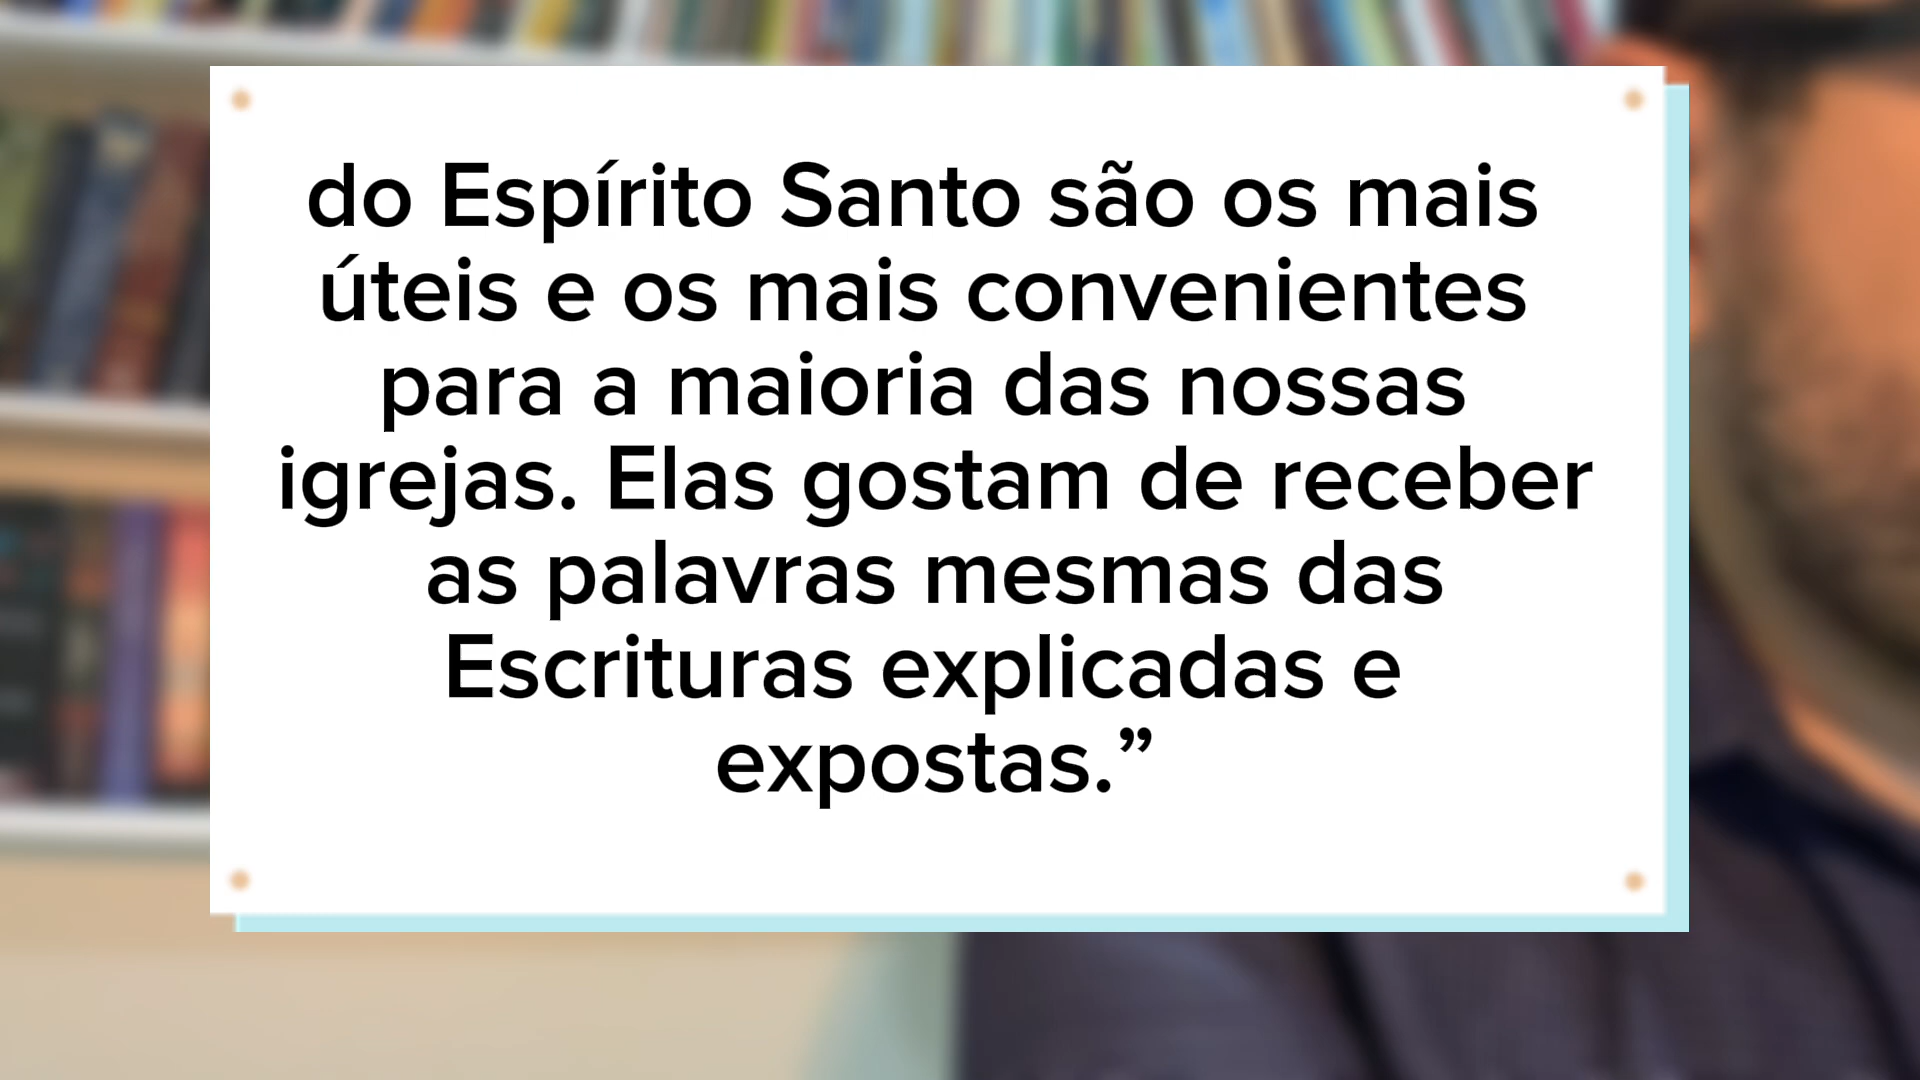 do Espírito Santo são os mais
úteis e os mais convenientes
para a maioria das nossas
igrejas. Elas gostam de receber
as palavras mesmas das
Escrituras explicadas e
expostas.”